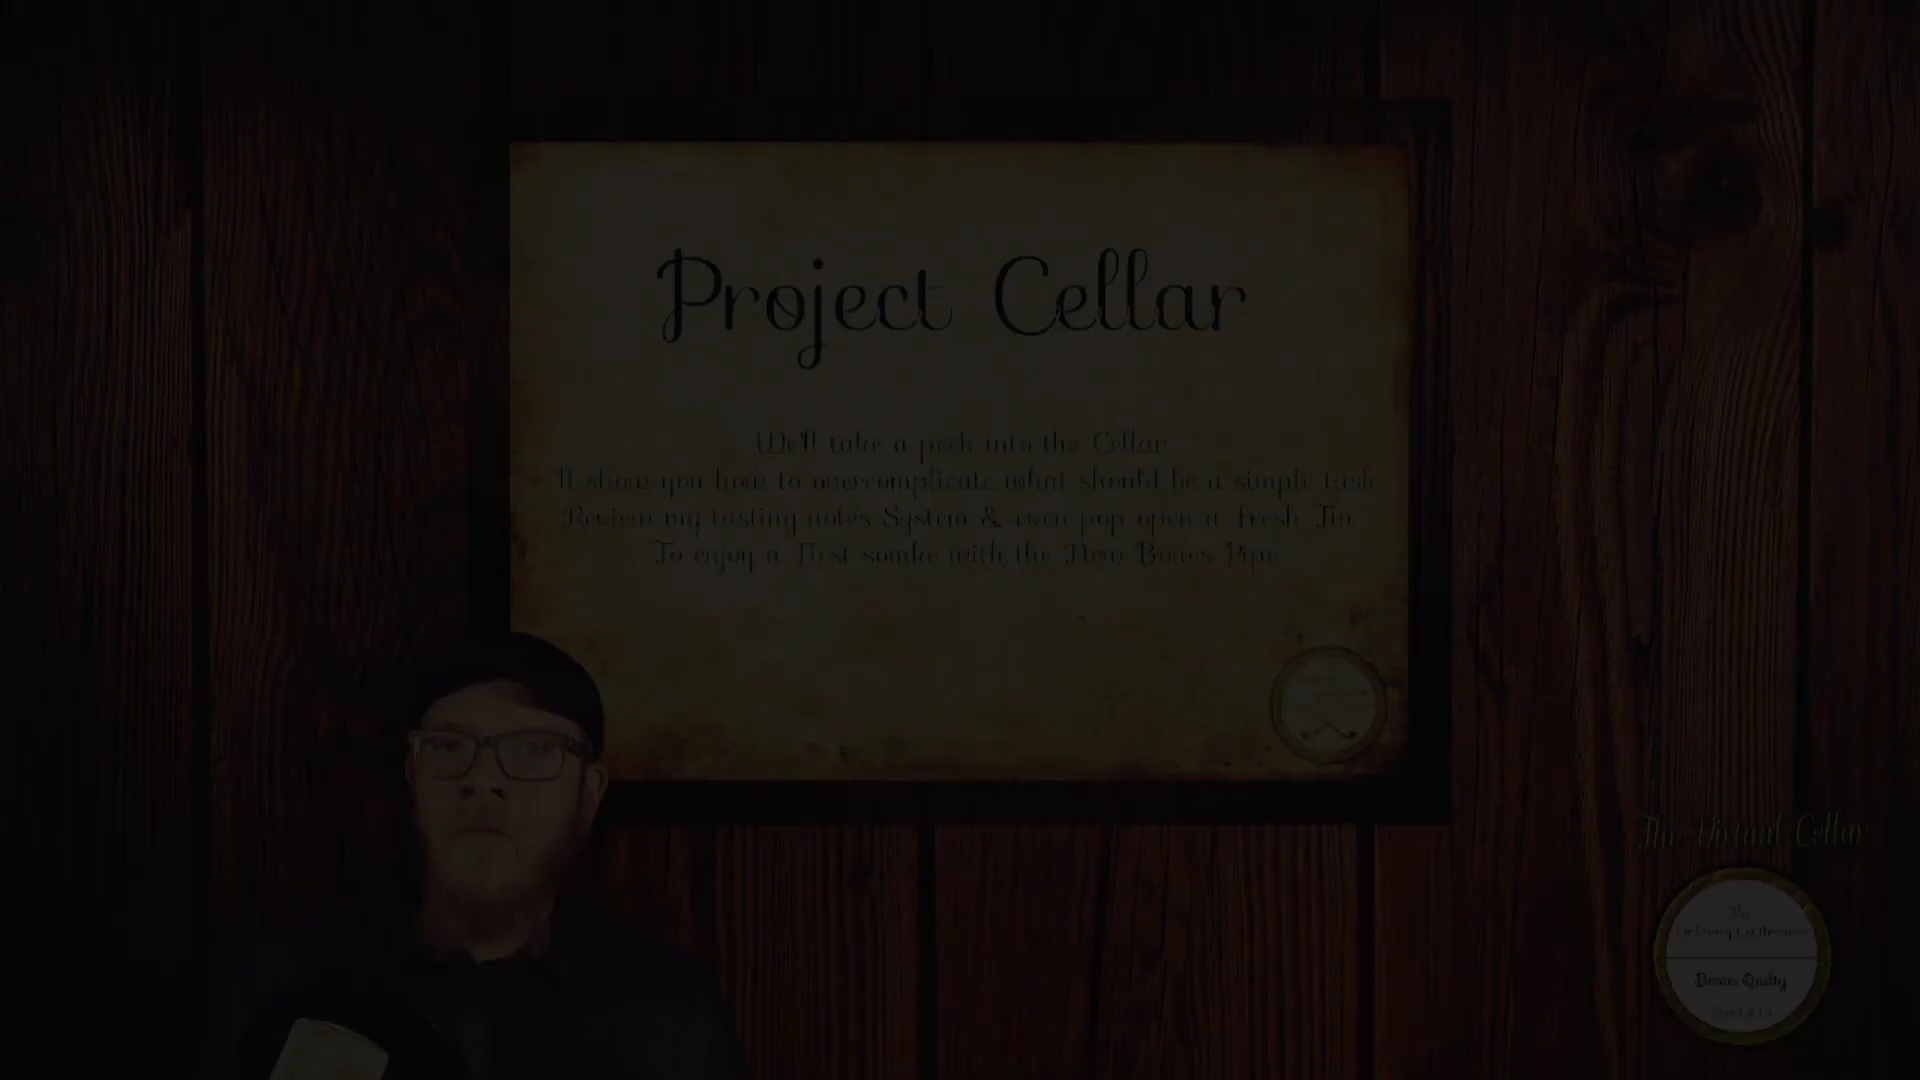 Project Cellar
We'll take a peek into the Cellar
I'll show you how to overcomplicate what should be a simple task
Review my tasting notes System & even pop open a fresh Tin
To enjoy a First smoke with the New Bones Pipe
The Virtual Cellar
The
Bones Quilty